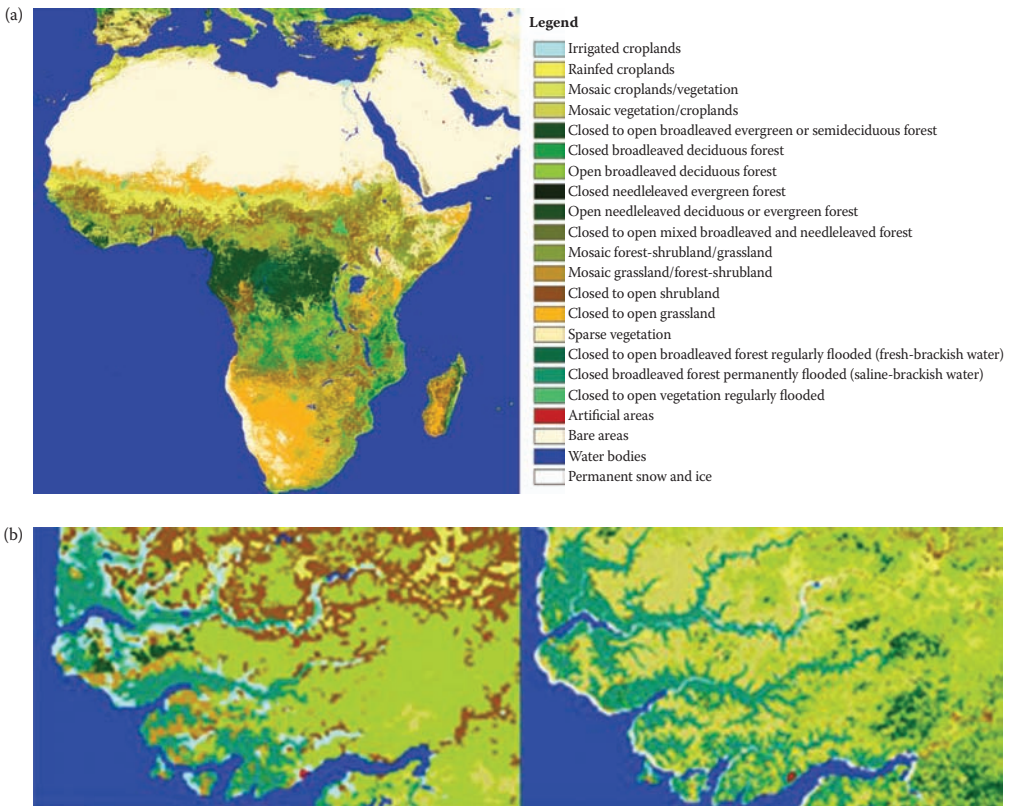 (a)
Legend
Irrigated croplands
Rainfed croplands
Mosaic croplands/vegetation
Mosaic vegetation/croplands
Closed to open broadleaved evergreen or semideciduous forest
Closed broadleaved deciduous forest
Open broadleaved deciduous forest
Closed needleleaved evergreen forest
Open needleleaved deciduous or evergreen forest
Closed to open mixed broadleaved and needleleaved forest
Mosaic forest-shrubland/grassland
Mosaic grassland/forest-shrubland
Closed to open shrubland
Closed to open grassland
Sparse vegetation
Closed to open broadleaved forest regularly flooded (fresh-brackish water)
Closed broadleaved forest permanently flooded (saline-brackish water)
Closed to open vegetation regularly flooded
Artificial areas
Bare areas
Water bodies
Permanent snow and ice
(b)